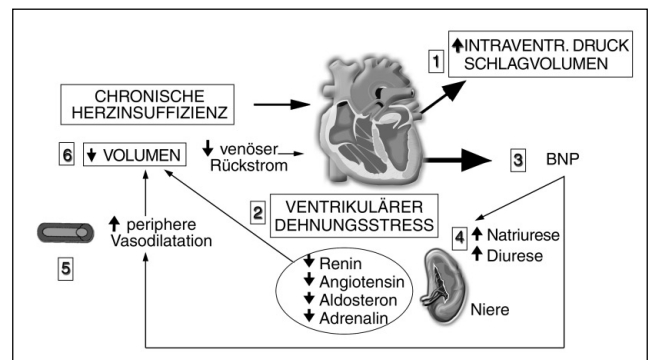 1 ↑INTRAVENTR. DRUCK
SCHLAGVOLUMEN
CHRONISCHE
HERZINSUFFIZIENZ
6 ↓ VOLUMEN
↓ venöser
Rückstrom
3 BNP
2 VENTRIKULÄRER
DEHNUNGSSTRESS
↑ periphere
Vasodilatation
5
4 ↑ Natriurese
↑ Diurese
↓ Renin
↓ Angiotensin
↓ Aldosteron
↓ Adrenalin
Niere